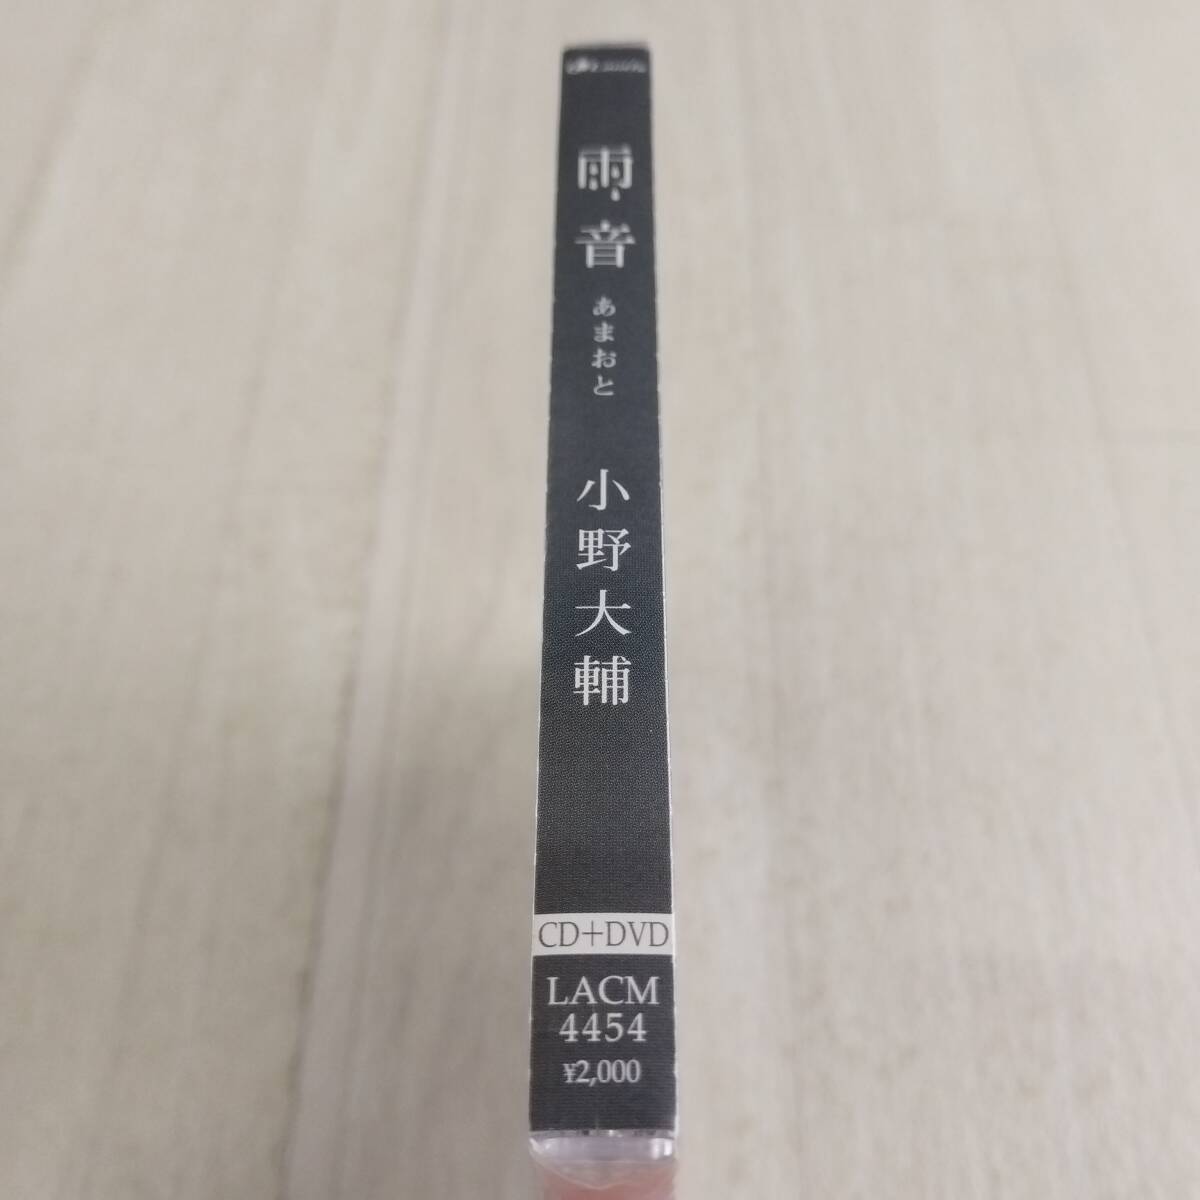 雨音
あまおと
小野大輔
CD+DVD
LACM
4454
¥2,000